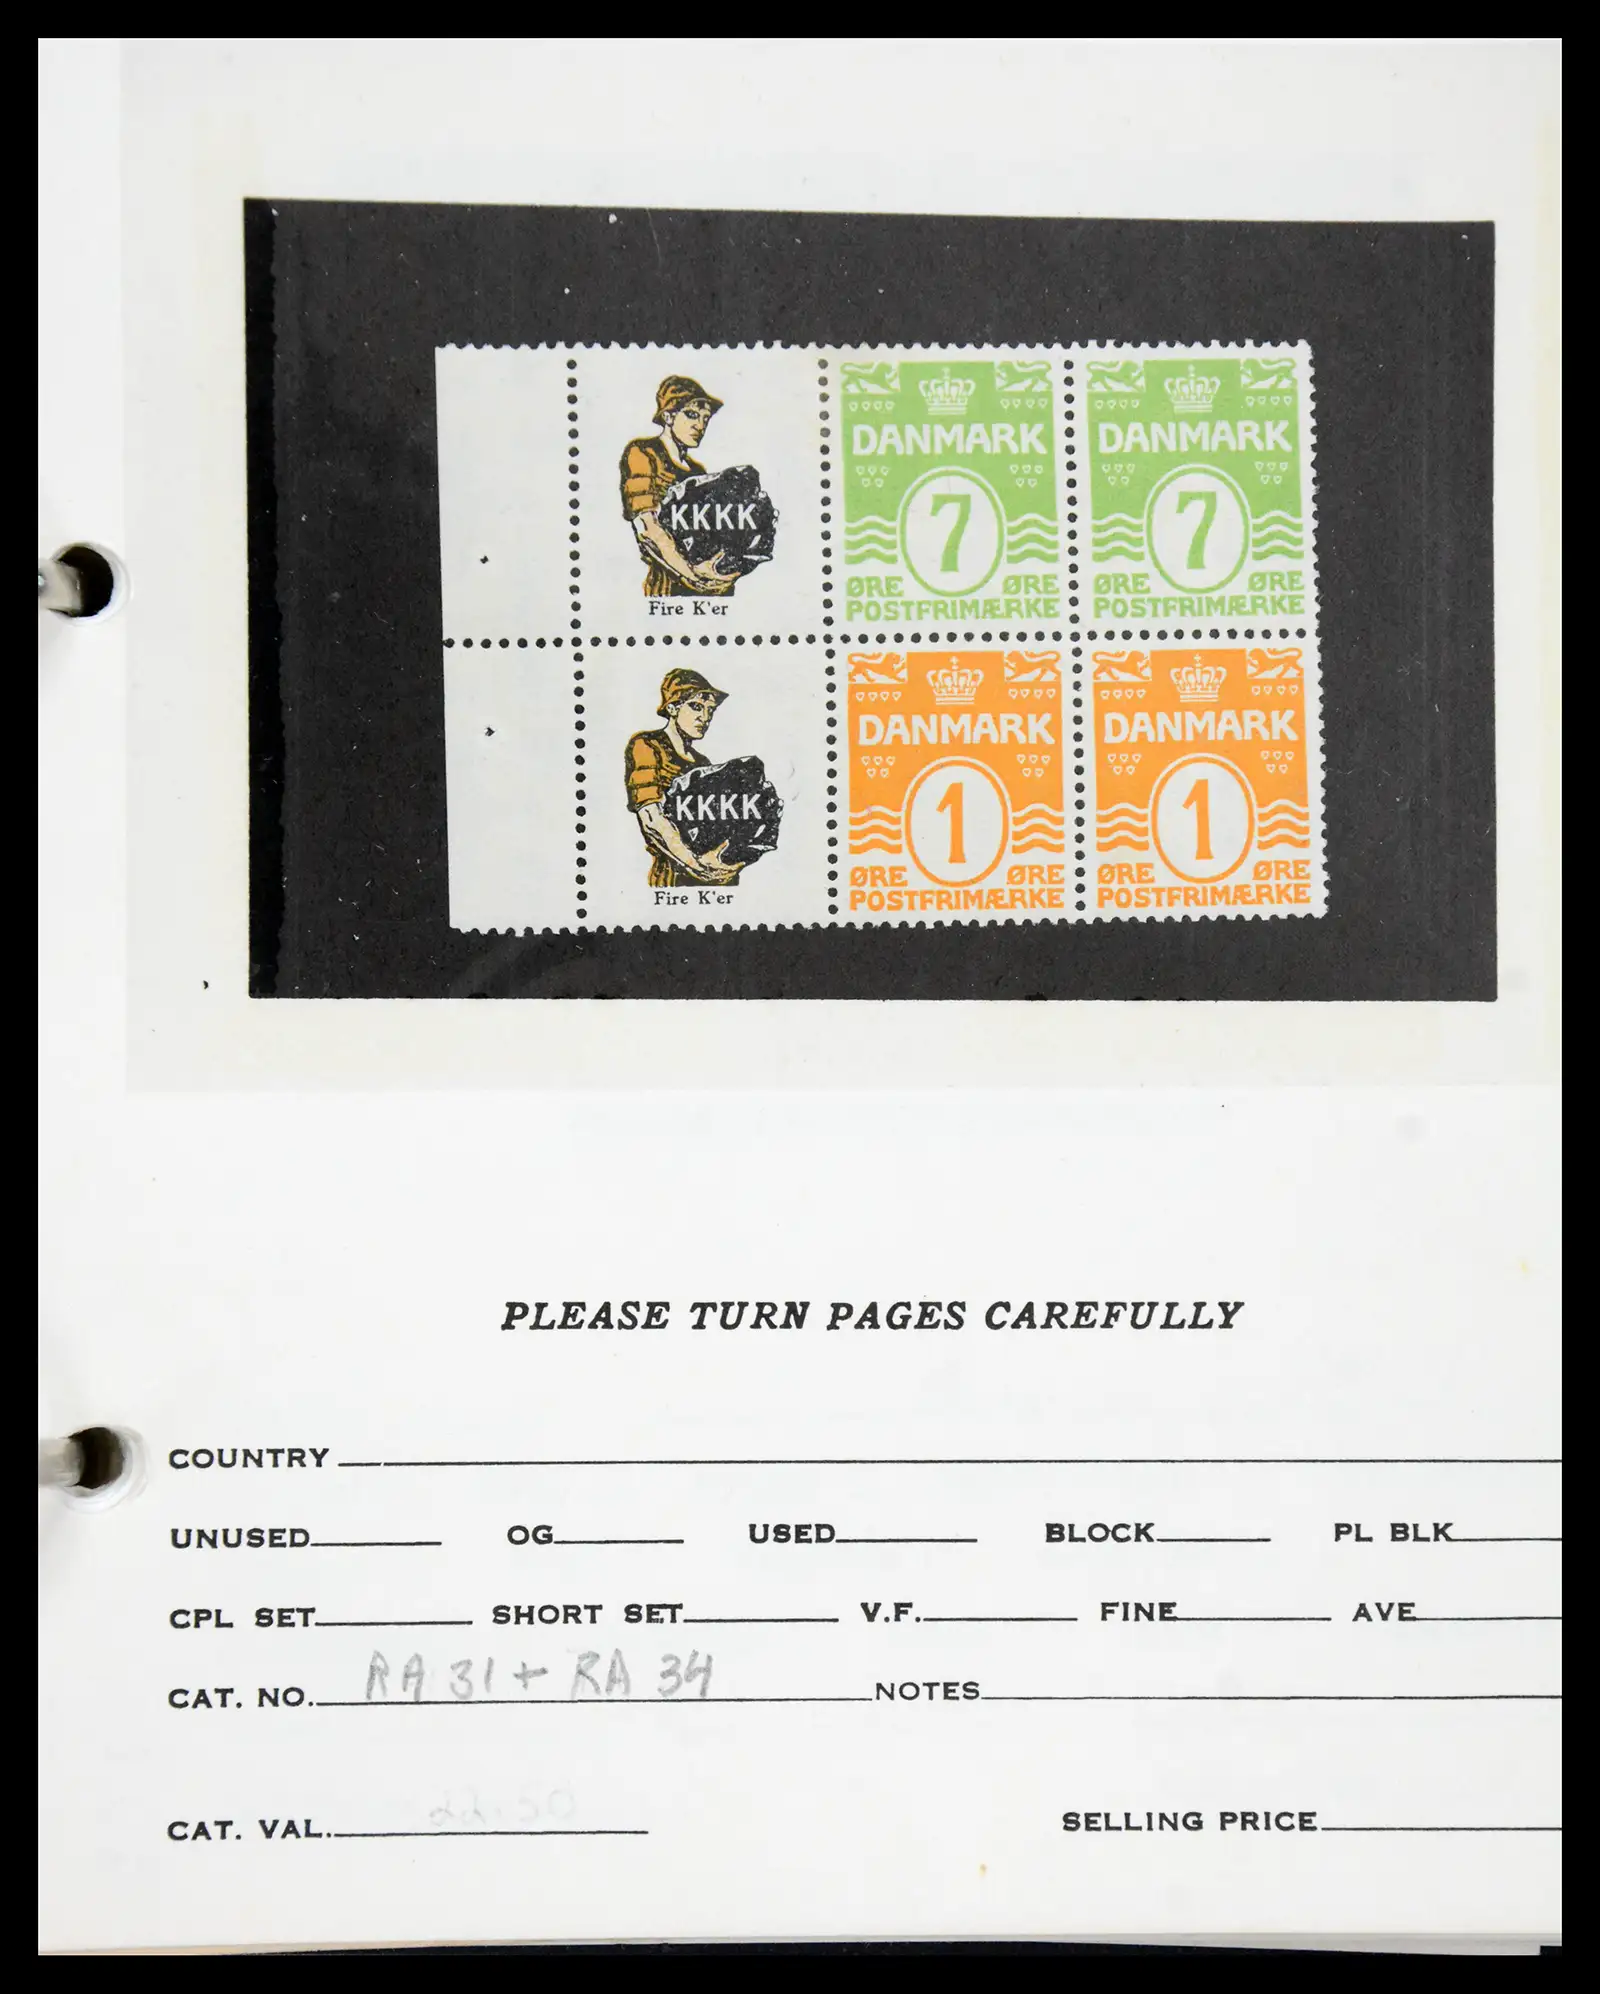 KKKK
Fire K'er
DANMARK
7
ØRE ØRE
POSTFRIMÆRKE
DANMARK
7
ØRE ØRE
POSTFRIMÆRKE
KKKK
Fire K'er
DANMARK
1
ØRE ØRE
POSTFRIMÆRKE
DANMARK
1
ØRE ØRE
POSTFRIMÆRKE
PLEASE TURN PAGES CAREFULLY
COUNTRY
UNUSED OG USED BLOCK PL BLK
CPL SET SHORT SET V.F. FINE AVE
CAT. NO. RA 31 + RA 34 NOTES
CAT. VAL. 22.50 SELLING PRICE